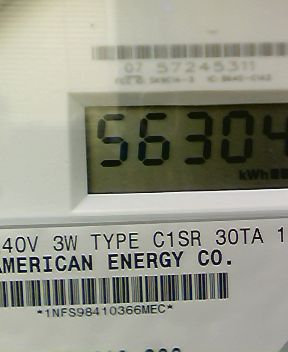 07 57245311
56304
kWh
40V 3W TYPE C1SR 30TA 1
AMERICAN ENERGY CO.
*1NFS98410366MEC*